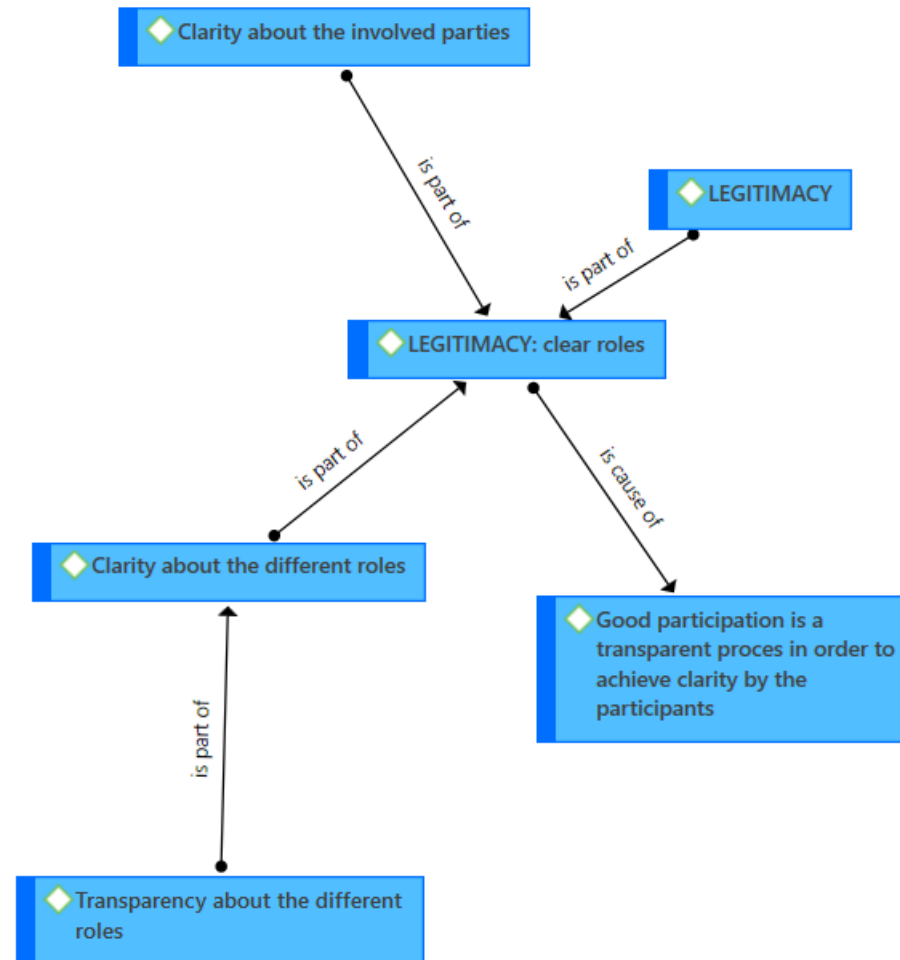 Clarity about the involved parties
is part of
LEGITIMACY
is part of
LEGITIMACY: clear roles
is part of
is cause of
Clarity about the different roles
Good participation is a
transparent proces in order to
achieve clarity by the
participants
is part of
Transparency about the different
roles